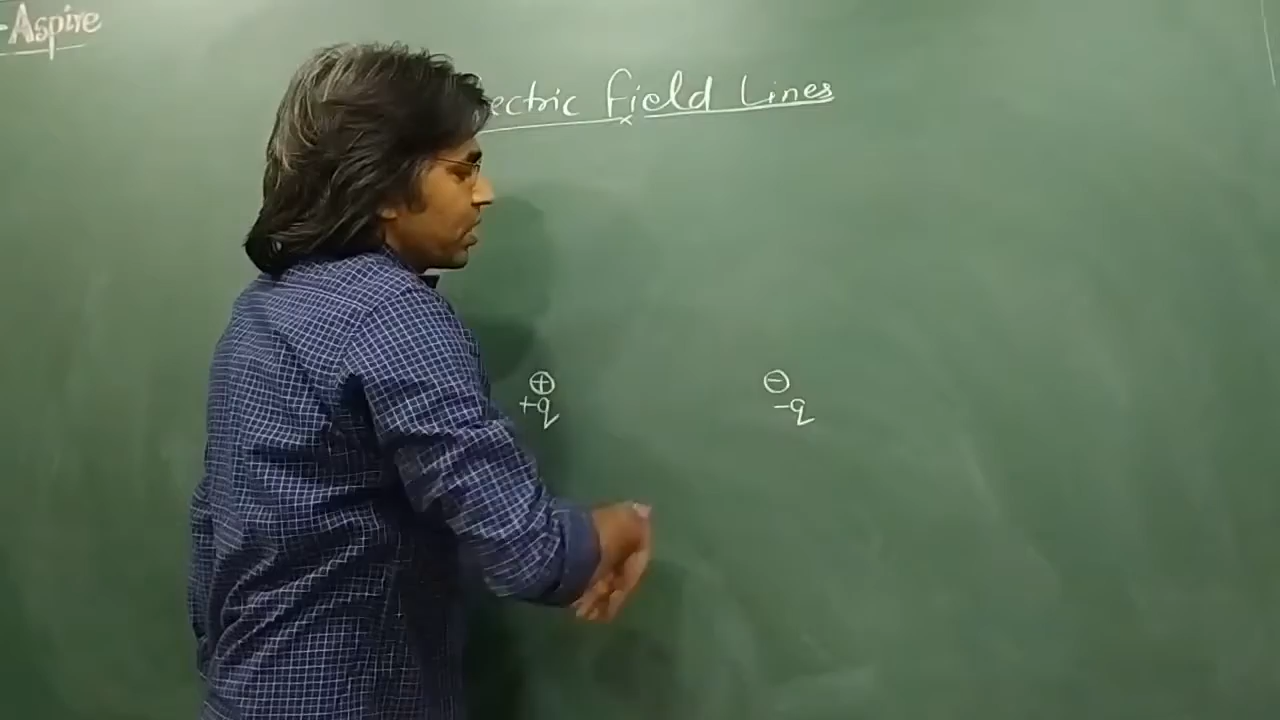 -Aspire
ectric Field Lines
+
+q
-
-q